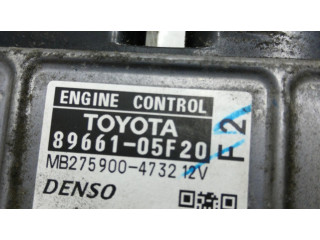 ENGINE CONTROL
TOYOTA
89661-05F20
MB275900-4732 12V
DENSO
F2